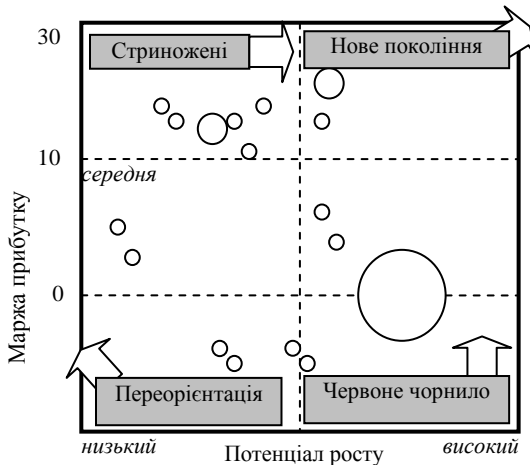 30
Стриножені
Нове покоління
10
середня
Маржа прибутку
0
Переорієнтація
Червоне чорнило
низький
Потенціал росту
високий